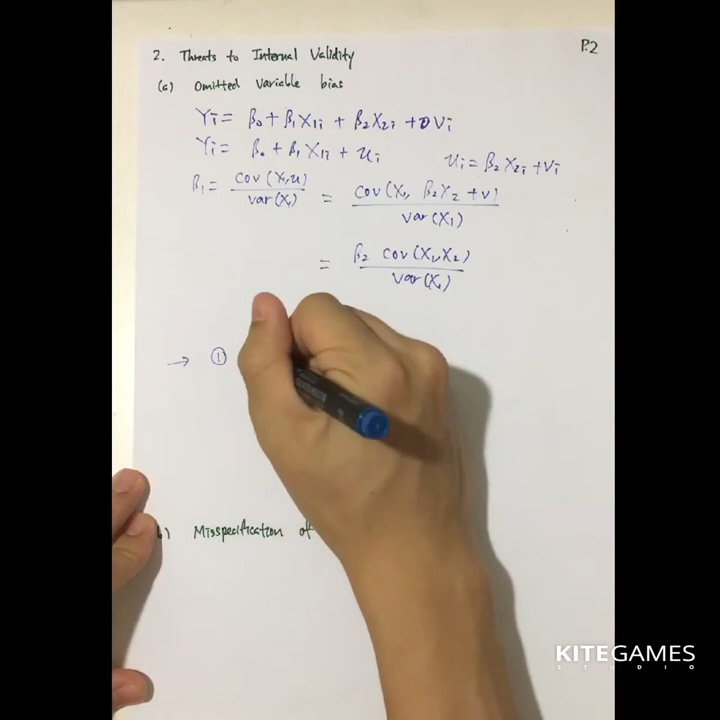 P.2
2. Threats to Internal Validity
(a) Omitted variable bias
Yi = β0 + β1X1i + β2X2i + Vi
Yi = β0 + β1X1i + ui
ui = β2X2i + Vi
β1 = cov(X1,u) / var(X1) = cov(X1, β2X2 + v) / var(X1)
= β2 cov(X1,X2) / var(X1)
→ ①
b) Misspecification of
KITEGAMES
STUDIO